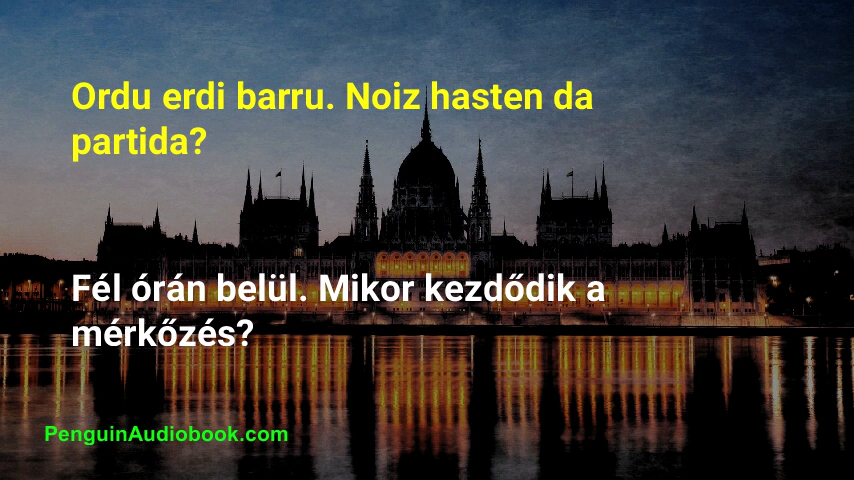 Ordu erdi barru. Noiz hasten da
partida?
Fél órán belül. Mikor kezdődik a
mérkőzés?
PenguinAudiobook.com